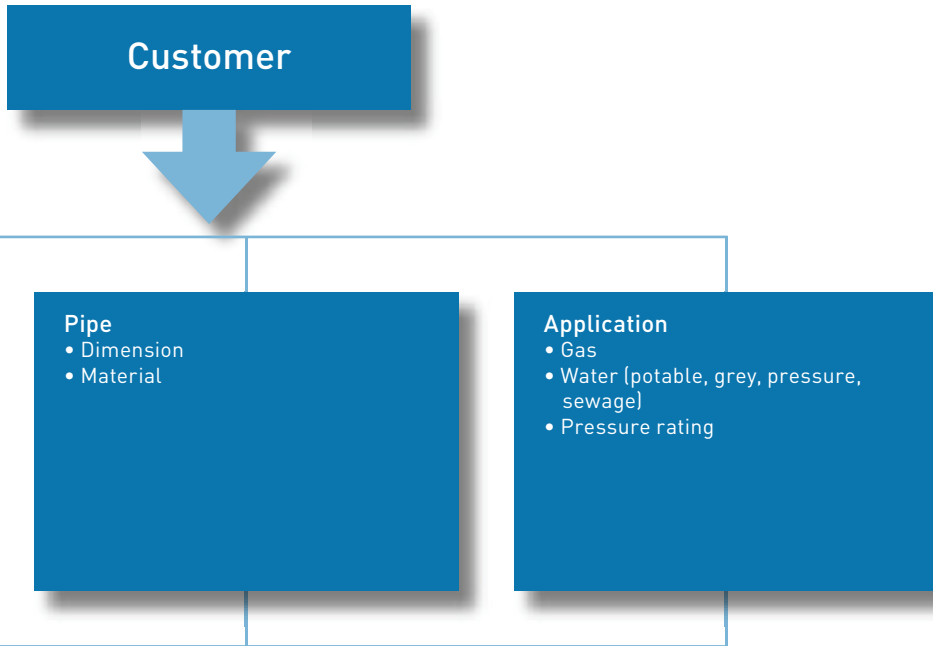 Customer
Pipe
• Dimension
• Material
Application
• Gas
• Water (potable, grey, pressure,
sewage)
• Pressure rating